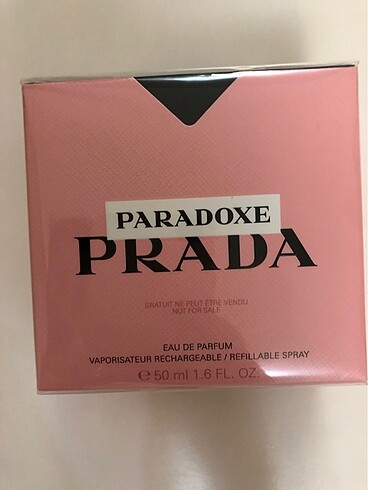 PARADOXE
PRADA
GRATUIT NE PEUT ÊTRE VENDU
NOT FOR SALE
EAU DE PARFUM
VAPORISATEUR RECHARGEABLE / REFILLABLE SPRAY
℮ 50 ml 1.6 FL. OZ.